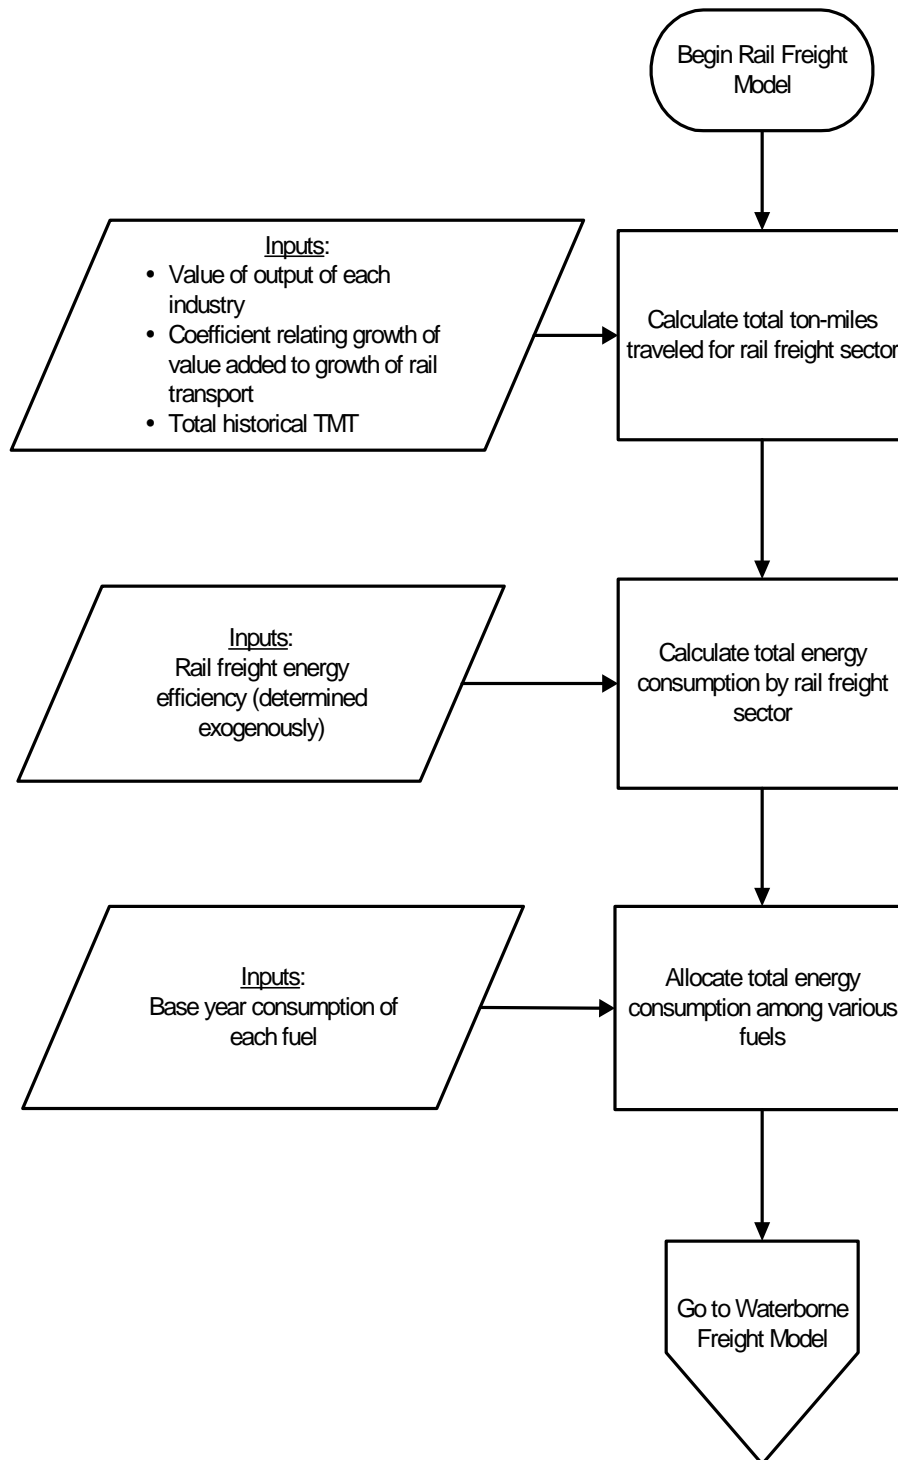 Begin Rail Freight
Model
Inputs:
• Value of output of each
industry
• Coefficient relating growth of
value added to growth of rail
transport
• Total historical TMT
Calculate total ton-miles
traveled for rail freight sector
Inputs:
Rail freight energy
efficiency (determined
exogenously)
Calculate total energy
consumption by rail freight
sector
Inputs:
Base year consumption of
each fuel
Allocate total energy
consumption among various
fuels
Go to Waterborne
Freight Model